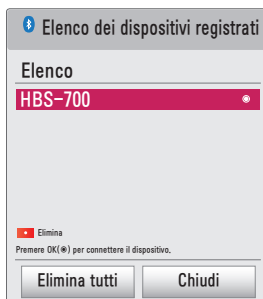 Elenco dei dispositivi registrati
Elenco
HBS-700
Elimina
Premere OK(◉) per connettere il dispositivo.
Elimina tutti
Chiudi